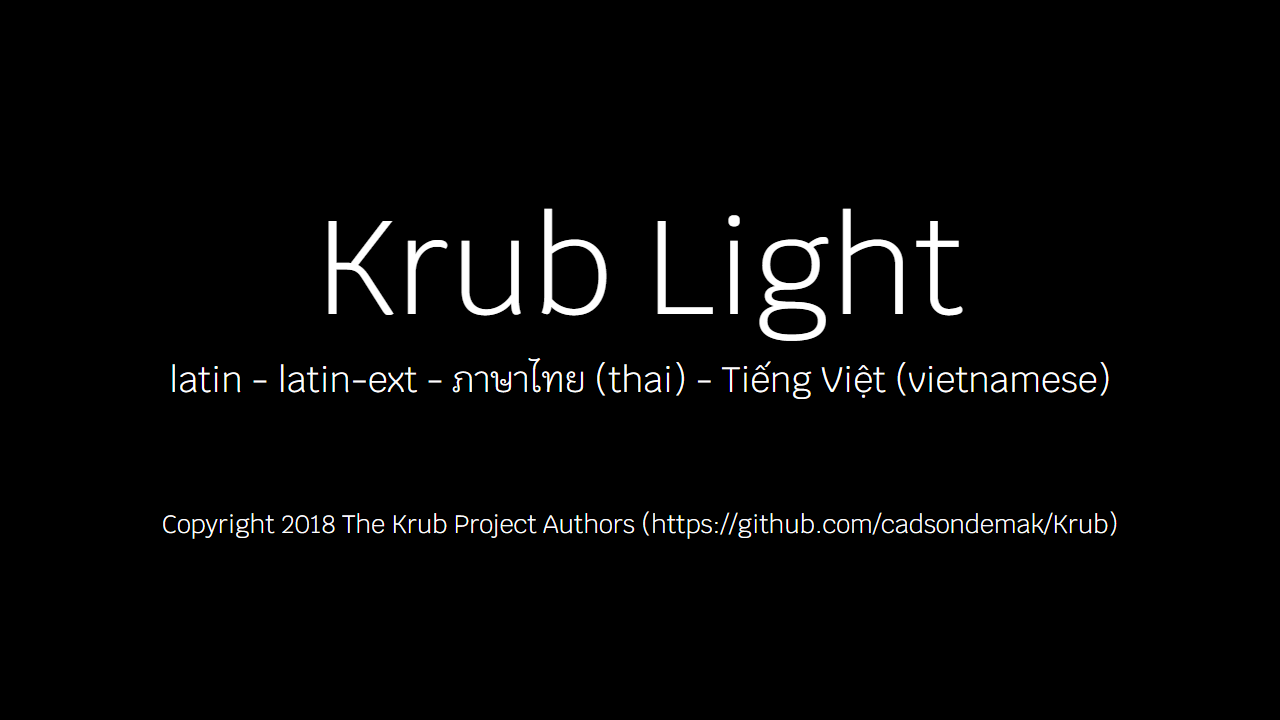 Krub Light
latin - latin-ext - ภาษาไทย (thai) - Tiếng Việt (vietnamese)
Copyright 2018 The Krub Project Authors (https://github.com/cadsondemak/Krub)